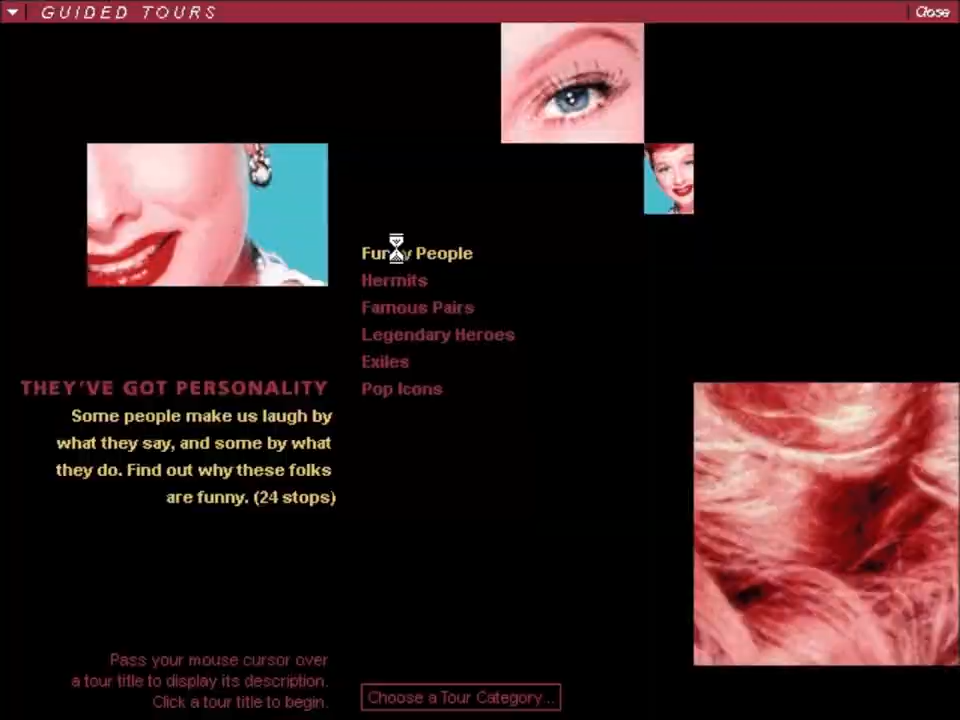 GUIDED TOURS
Close
Funny People
Hermits
Famous Pairs
Legendary Heroes
Exiles
Pop Icons
THEY'VE GOT PERSONALITY
Some people make us laugh by
what they say, and some by what
they do. Find out why these folks
are funny. (24 stops)
Pass your mouse cursor over
a tour title to display its description.
Click a tour title to begin.
Choose a Tour Category...